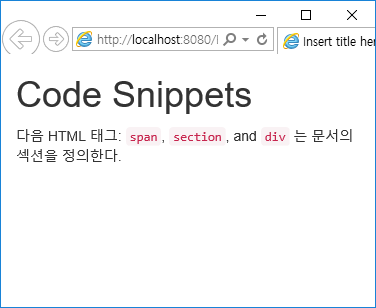 http://localhost:8080/
Insert title here
Code Snippets
다음 HTML 태그: span, section, and div 는 문서의
섹션을 정의한다.